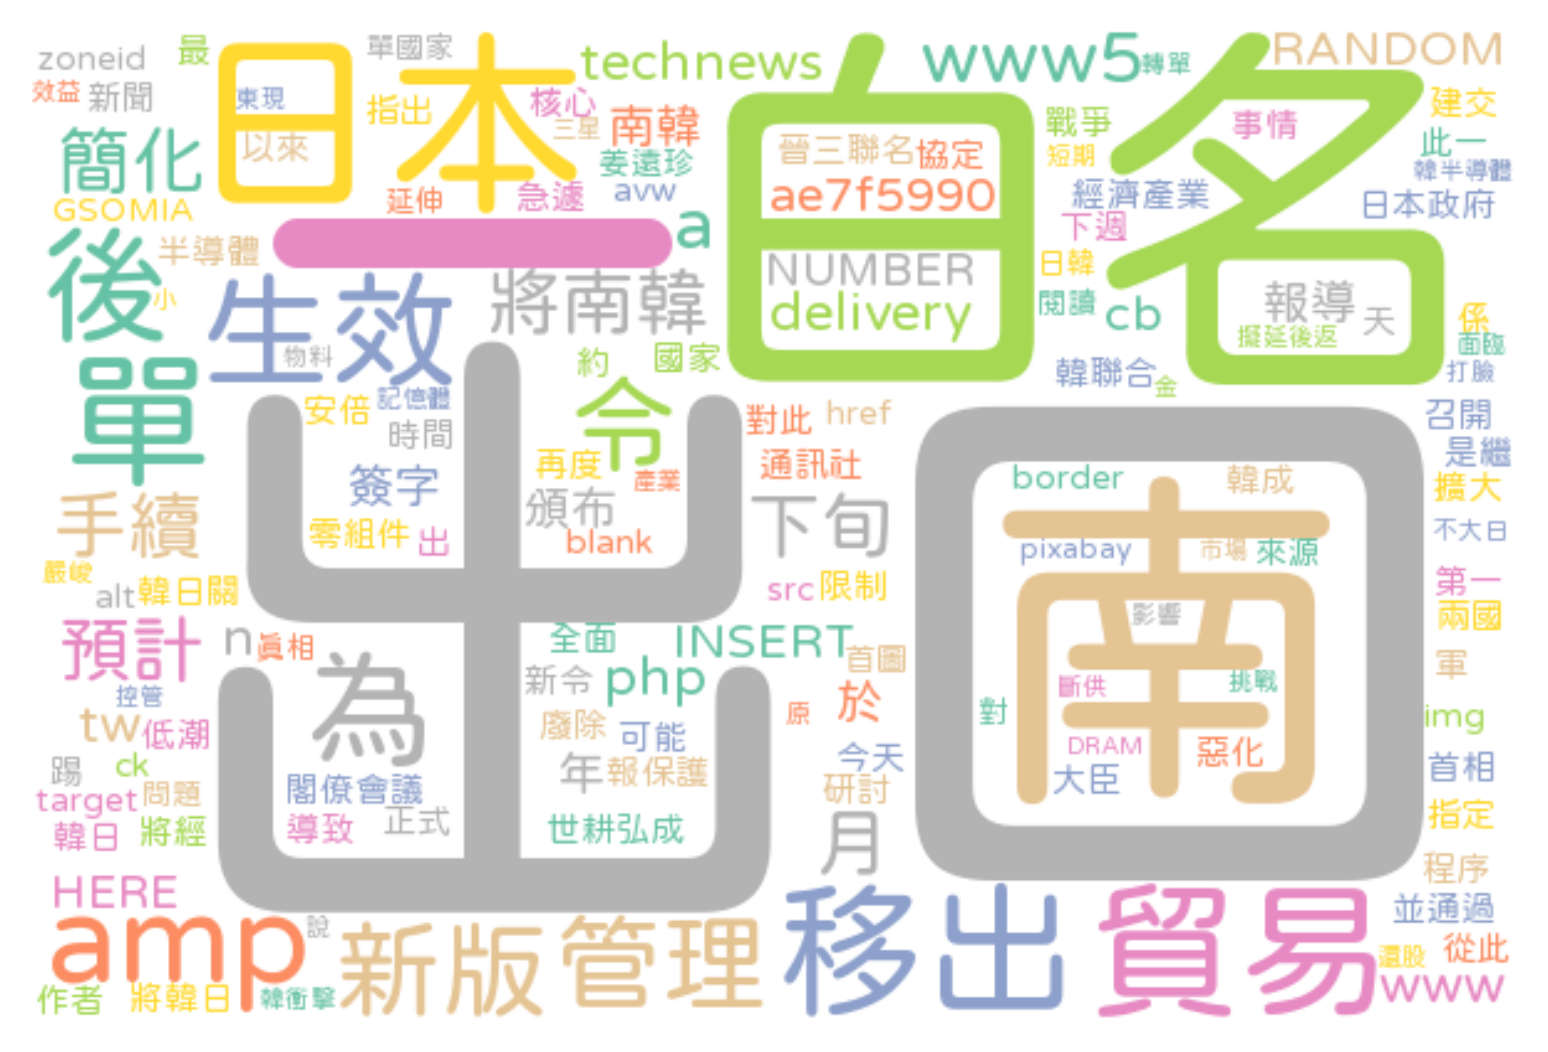 zoneid
最
單國家
technews
www5
轉單
RANDOM
效益
新聞
日本
東現
以來
指出
核心
三星
南韓
白名
戰爭
事情
建交
此一
簡化
姜遠珍
晉三聯名
協定
短期
韓半導體
GSOMIA
延伸
急遽
avw
ae7f5990
經濟產業
日本政府
後
半導體
一
a
下週
小
生效
將南韓
NUMBER
日韓
報導
天
係
物料
約
國家
delivery
閱讀
cb
擬延後返
面臨
單
安倍
記憶體
令
韓聯合
金
打臉
時間
對此
href
召開
出
口
是繼
簽字
再度
產業
通訊社
border
韓成
擴大
手續
頒布
下旬
南
不大日
零組件
出
blank
pixabay
市場
來源
嚴峻
alt
韓日關
src
限制
影響
第一
兩國
預計
n
真相
全面
INSERT
首圖
軍
控管
為
新令
php
於
斷供
挑戰
tw
低潮
廢除
可能
原
對
img
踢
ck
年
報保護
今天
DRAM
惡化
首相
target
問題
閣僚會議
研討
大臣
韓日
將經
導致
正式
世耕弘成
月
指定
HERE
程序
amp
說
新版
管理
移出
貿易
並通過
還股
從此
作者
將韓日
韓衝擊
www